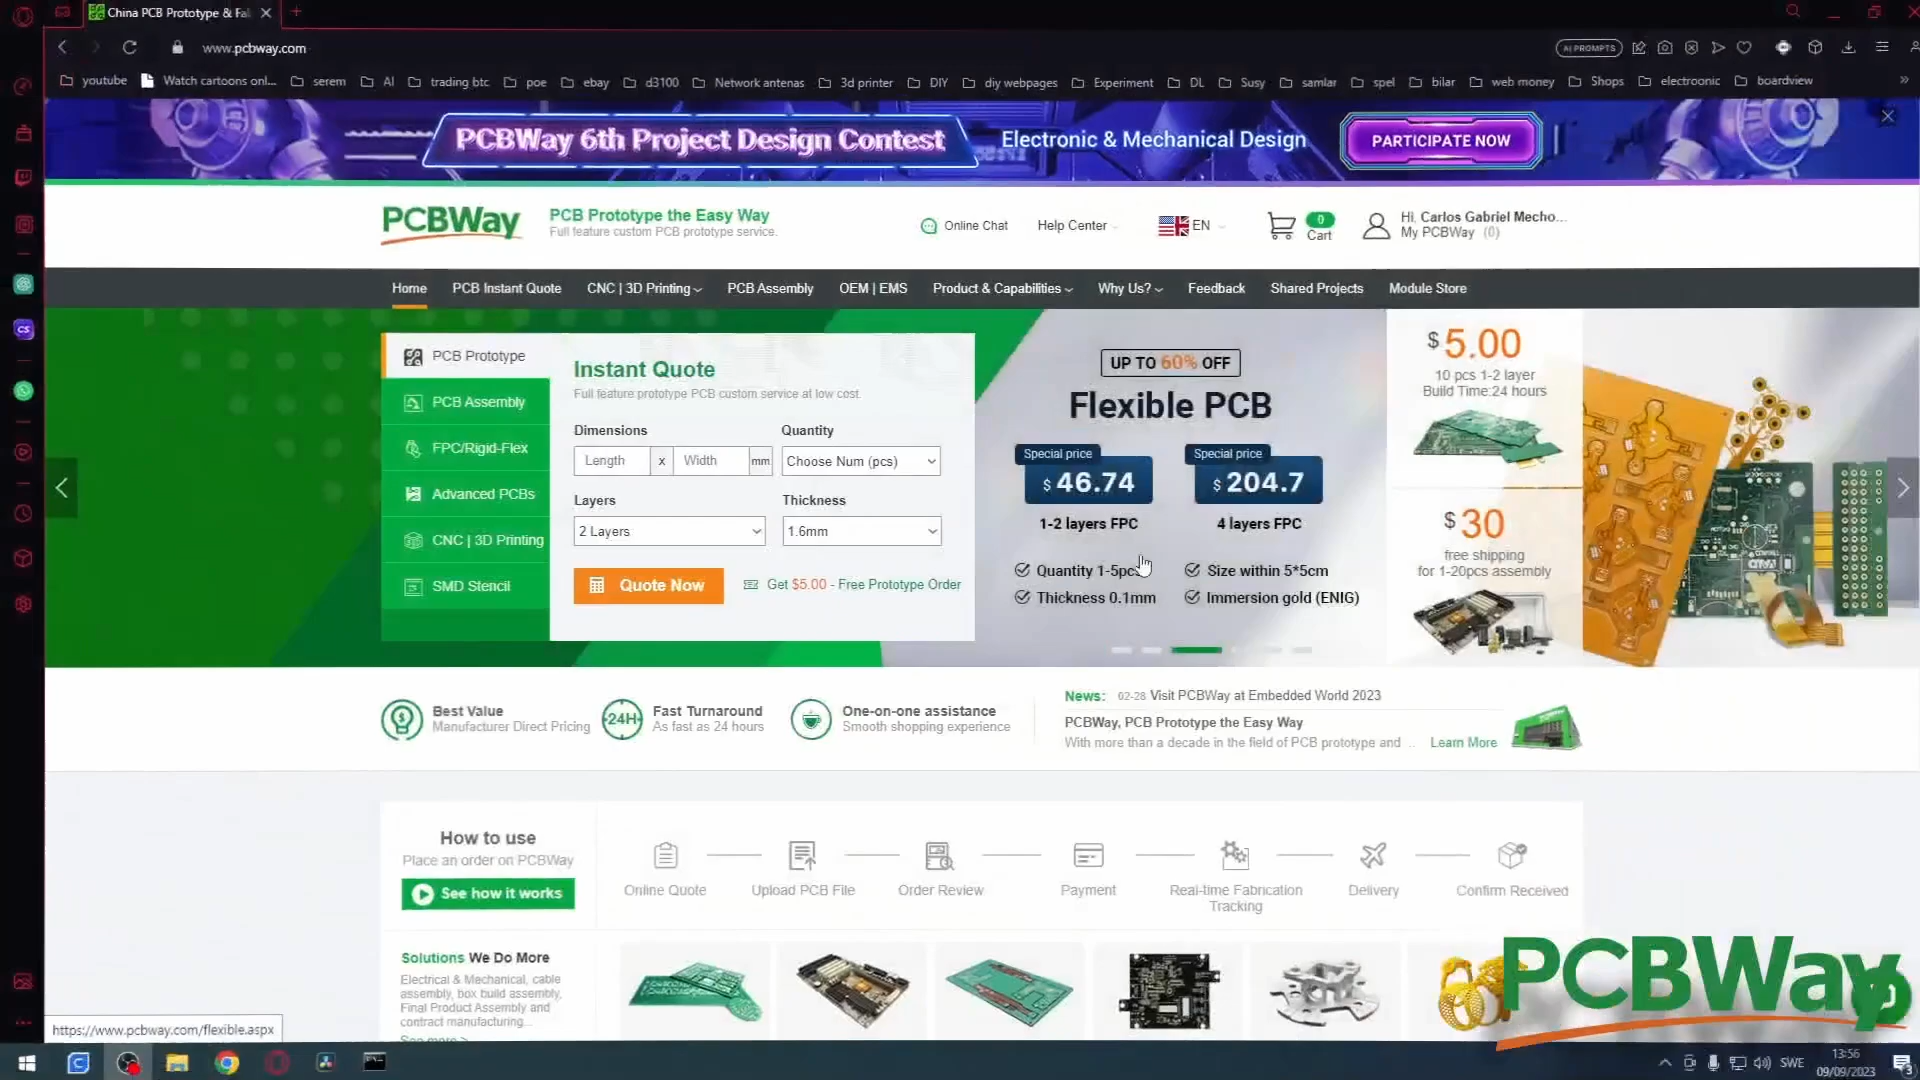 China PCB Prototype & Fa
www.pcbway.com
AI PROMPTS
youtube
Watch cartoons onl...
serem
AI
trading btc
poe
ebay
d3100
Network antenas
3d printer
DIY
diy webpages
Experiment
DL
Susy
samlar
spel
bilar
web money
Shops
electroonic
boardview
PCBWay 6th Project Design Contest
Electronic & Mechanical Design
PARTICIPATE NOW
PCBWay
PCB Prototype the Easy Way
Full feature custom PCB prototype service.
Online Chat
Help Center
EN
0
Cart
Hi, Carlos Gabriel Mecho...
My PCBWay (0)
Home
PCB Instant Quote
CNC | 3D Printing
PCB Assembly
OEM | EMS
Product & Capabilities
Why Us?
Feedback
Shared Projects
Module Store
PCB Prototype
PCB Assembly
FPC/Rigid-Flex
Advanced PCBs
CNC | 3D Printing
SMD Stencil
Instant Quote
Full feature prototype PCB custom service at low cost.
Dimensions
Quantity
Length x Width mm
Choose Num (pcs)
Layers
Thickness
2 Layers
1.6mm
Quote Now
Get $5.00 - Free Prototype Order
UP TO 60% OFF
Flexible PCB
Special price
$ 46.74
1-2 layers FPC
Special price
$ 204.7
4 layers FPC
Quantity 1-5pcs
Size within 5*5cm
Thickness 0.1mm
Immersion gold (ENIG)
$ 5.00
10 pcs 1-2 layer
Build Time:24 hours
$ 30
free shipping
for 1-20pcs assembly
Best Value
Manufacturer Direct Pricing
24H
Fast Turnaround
As fast as 24 hours
One-on-one assistance
Smooth shopping experience
News: 02-28 Visit PCBWay at Embedded World 2023
PCBWay, PCB Prototype the Easy Way
With more than a decade in the field of PCB prototype and ... Learn More
How to use
Place an order on PCBWay
See how it works
Online Quote
Upload PCB File
Order Review
Payment
Real-time Fabrication
Tracking
Delivery
Confirm Received
Solutions We Do More
Electrical & Mechanical, cable
assembly, box build assembly,
Final Product Assembly and
contract manufacturing...
See more >
PCBWay
https://www.pcbway.com/flexible.aspx
SWE
13:56
09/09/2023
3